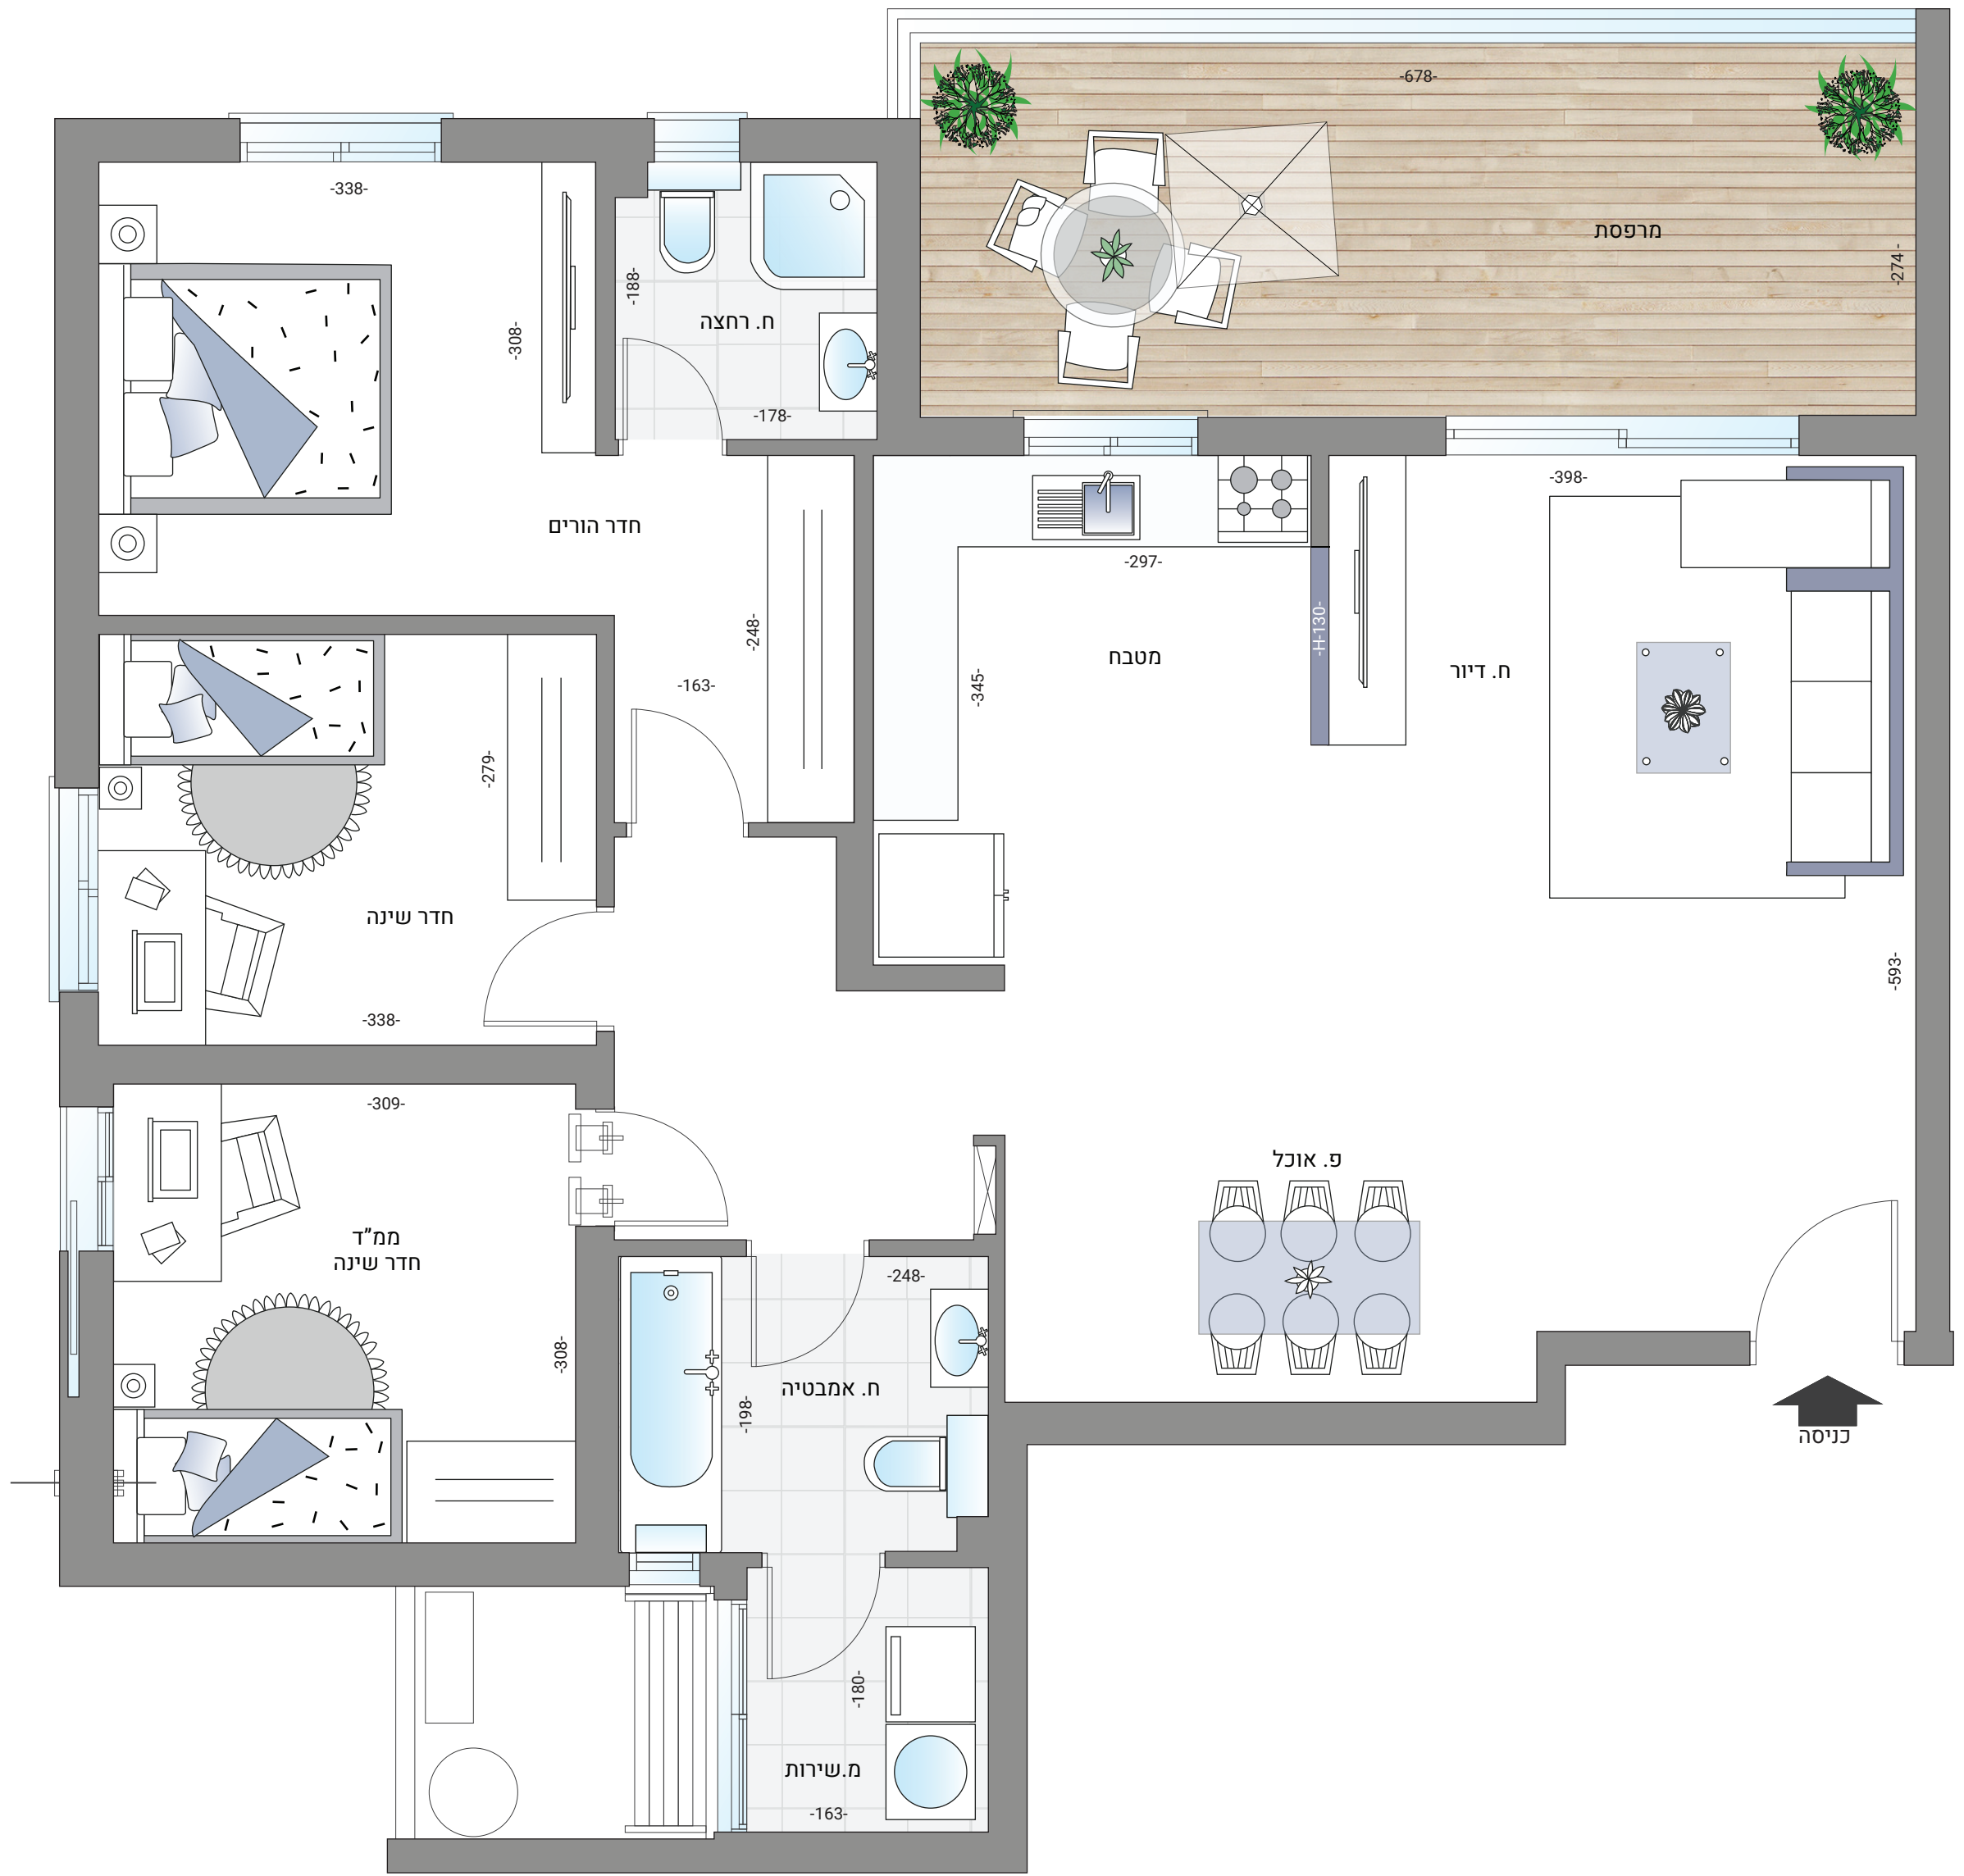 -678-
מרפסת
-274 -
-338-
-308-
חדר הורים
-188-
ח. רחצה
-178-
-248-
-163-
-297-
מטבח
-345-
-H-130-
-398-
ח. דיור
-593-
-279-
חדר שינה
-338-
-309-
ממ"ד
חדר שינה
-308-
פ. אוכל
כניסה
-248-
ח. אמבטיה
-198-
-180-
מ.שירות
-163-